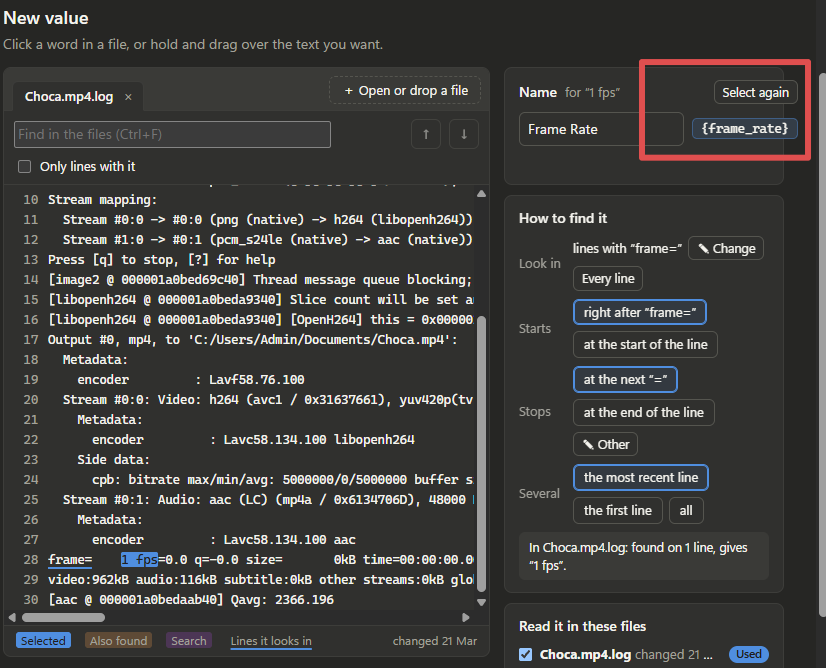 New value
Click a word in a file, or hold and drag over the text you want.
Choca.mp4.log ×
+ Open or drop a file
Find in the files (Ctrl+F)
↑ ↓
Only lines with it
10 Stream mapping:
11 Stream #0:0 -> #0:0 (png (native) -> h264 (libopenh264))
12 Stream #1:0 -> #0:1 (pcm_s24le (native) -> aac (native))
13 Press [q] to stop, [?] for help
14 [image2 @ 000001a0bed69c40] Thread message queue blocking;
15 [libopenh264 @ 000001a0beda9340] Slice count will be set a
16 [libopenh264 @ 000001a0beda9340] [OpenH264] this = 0x00000
17 Output #0, mp4, to 'C:/Users/Admin/Documents/Choca.mp4':
18 Metadata:
19 encoder : Lavf58.76.100
20 Stream #0:0: Video: h264 (avc1 / 0x31637661), yuv420p(tv
21 Metadata:
22 encoder : Lavc58.134.100 libopenh264
23 Side data:
24 cpb: bitrate max/min/avg: 5000000/0/5000000 buffer s
25 Stream #0:1: Audio: aac (LC) (mp4a / 0x6134706D), 48000
26 Metadata:
27 encoder : Lavc58.134.100 aac
28 frame= 1 fps=0.0 q=-0.0 size= 0kB time=00:00:00.0
29 video:962kB audio:116kB subtitle:0kB other streams:0kB glo
30 [aac @ 000001a0bedaab40] Qavg: 2366.196
Selected Also found Search Lines it looks in changed 21 Mar
Name for “1 fps”
Select again
Frame Rate
{frame_rate}
How to find it
Look in
lines with “frame=” Change
Every line
Starts
right after “frame=”
at the start of the line
Stops
at the next “=”
at the end of the line
Other
Several
the most recent line
the first line all
In Choca.mp4.log: found on 1 line, gives
“1 fps”.
Read it in these files
Choca.mp4.log changed 21 ... Used